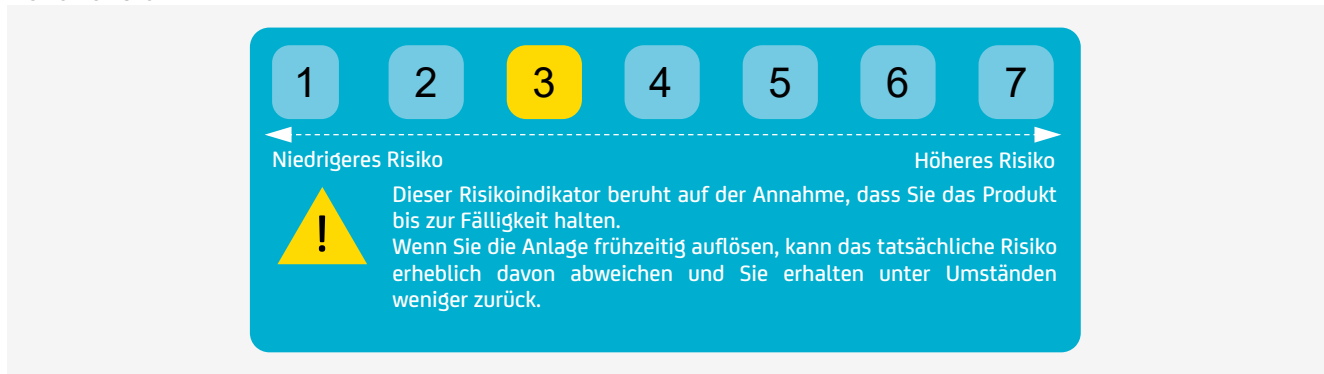 1 2 3 4 5 6 7
Niedrigeres Risiko Höheres Risiko
! Dieser Risikoindikator beruht auf der Annahme, dass Sie das Produkt
bis zur Fälligkeit halten.
Wenn Sie die Anlage frühzeitig auflösen, kann das tatsächliche Risiko
erheblich davon abweichen und Sie erhalten unter Umständen
weniger zurück.